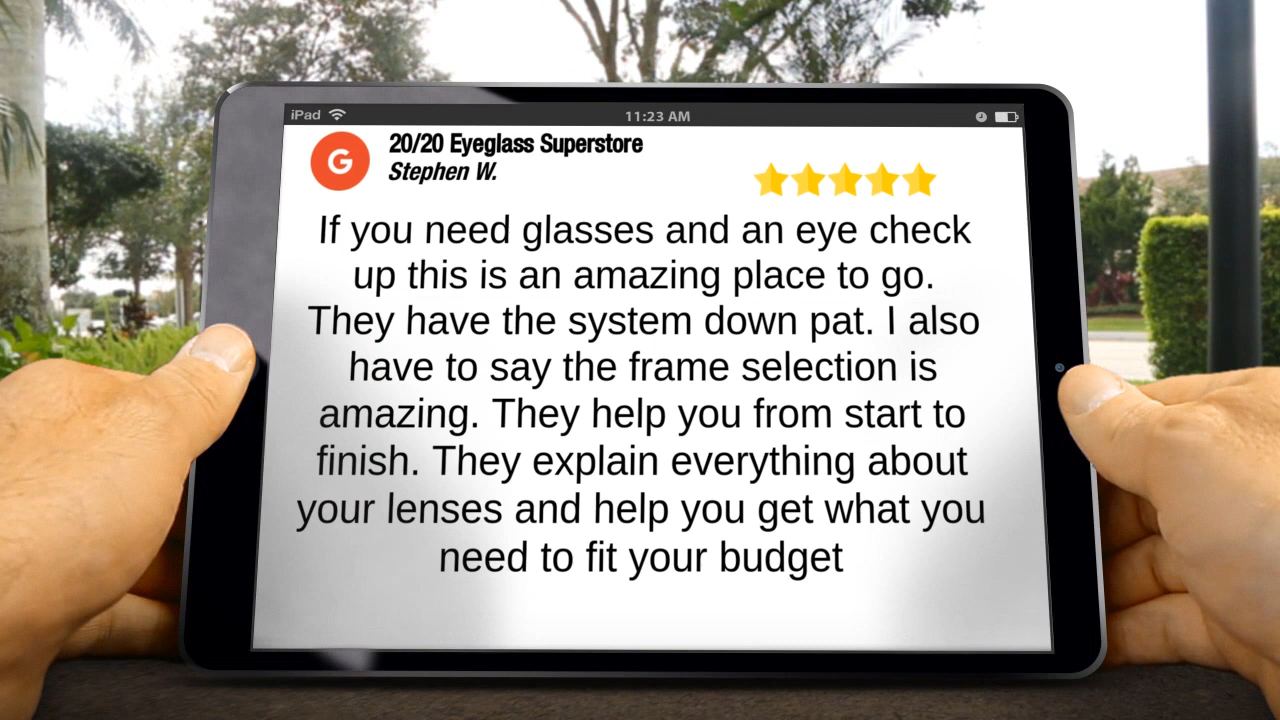 iPad 11:23 AM
G
20/20 Eyeglass Superstore
Stephen W.
If you need glasses and an eye check
up this is an amazing place to go.
They have the system down pat. I also
have to say the frame selection is
amazing. They help you from start to
finish. They explain everything about
your lenses and help you get what you
need to fit your budget